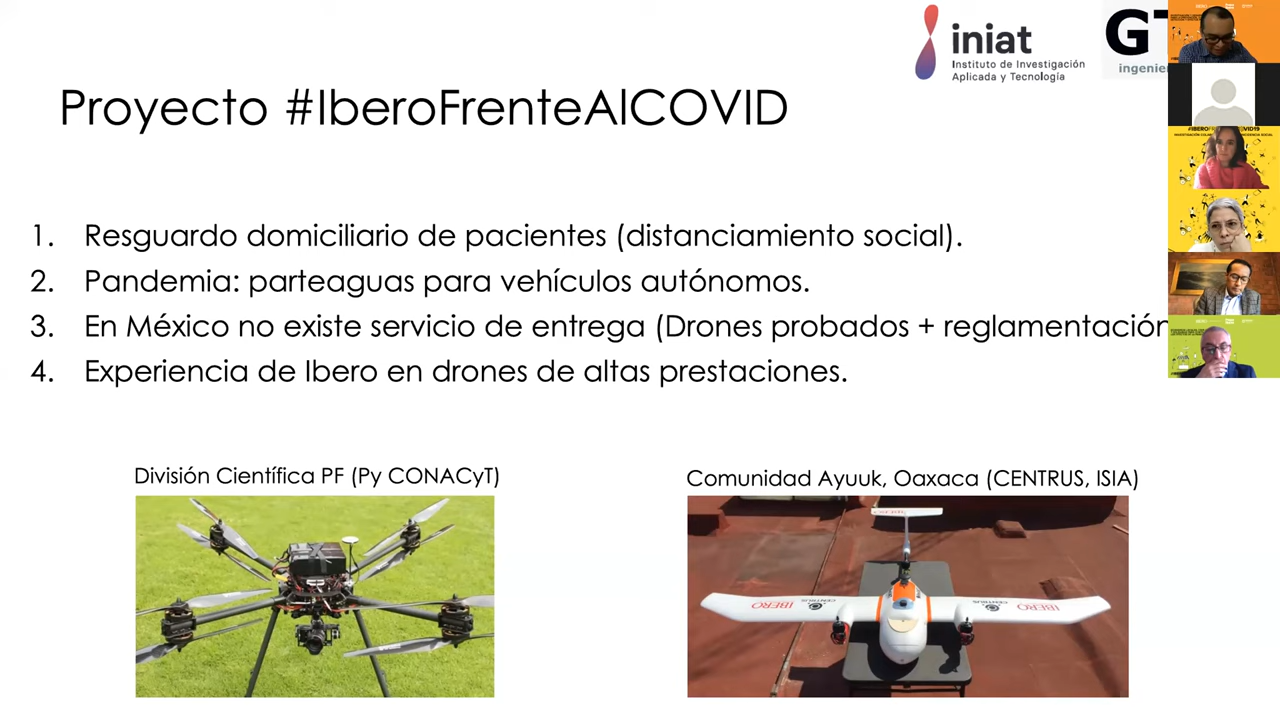 iniat
Instituto de Investigación
Aplicada y Tecnología
GT
ingenier
Proyecto #IberoFrenteAlCOVID
1. Resguardo domiciliario de pacientes (distanciamiento social).
2. Pandemia: parteaguas para vehículos autónomos.
3. En México no existe servicio de entrega (Drones probados + reglamentación
4. Experiencia de Ibero en drones de altas prestaciones.
División Científica PF (Py CONACyT)
Comunidad Ayuuk, Oaxaca (CENTRUS, ISIA)
IBERO
CENTRUS
CENTRUS
IBERO